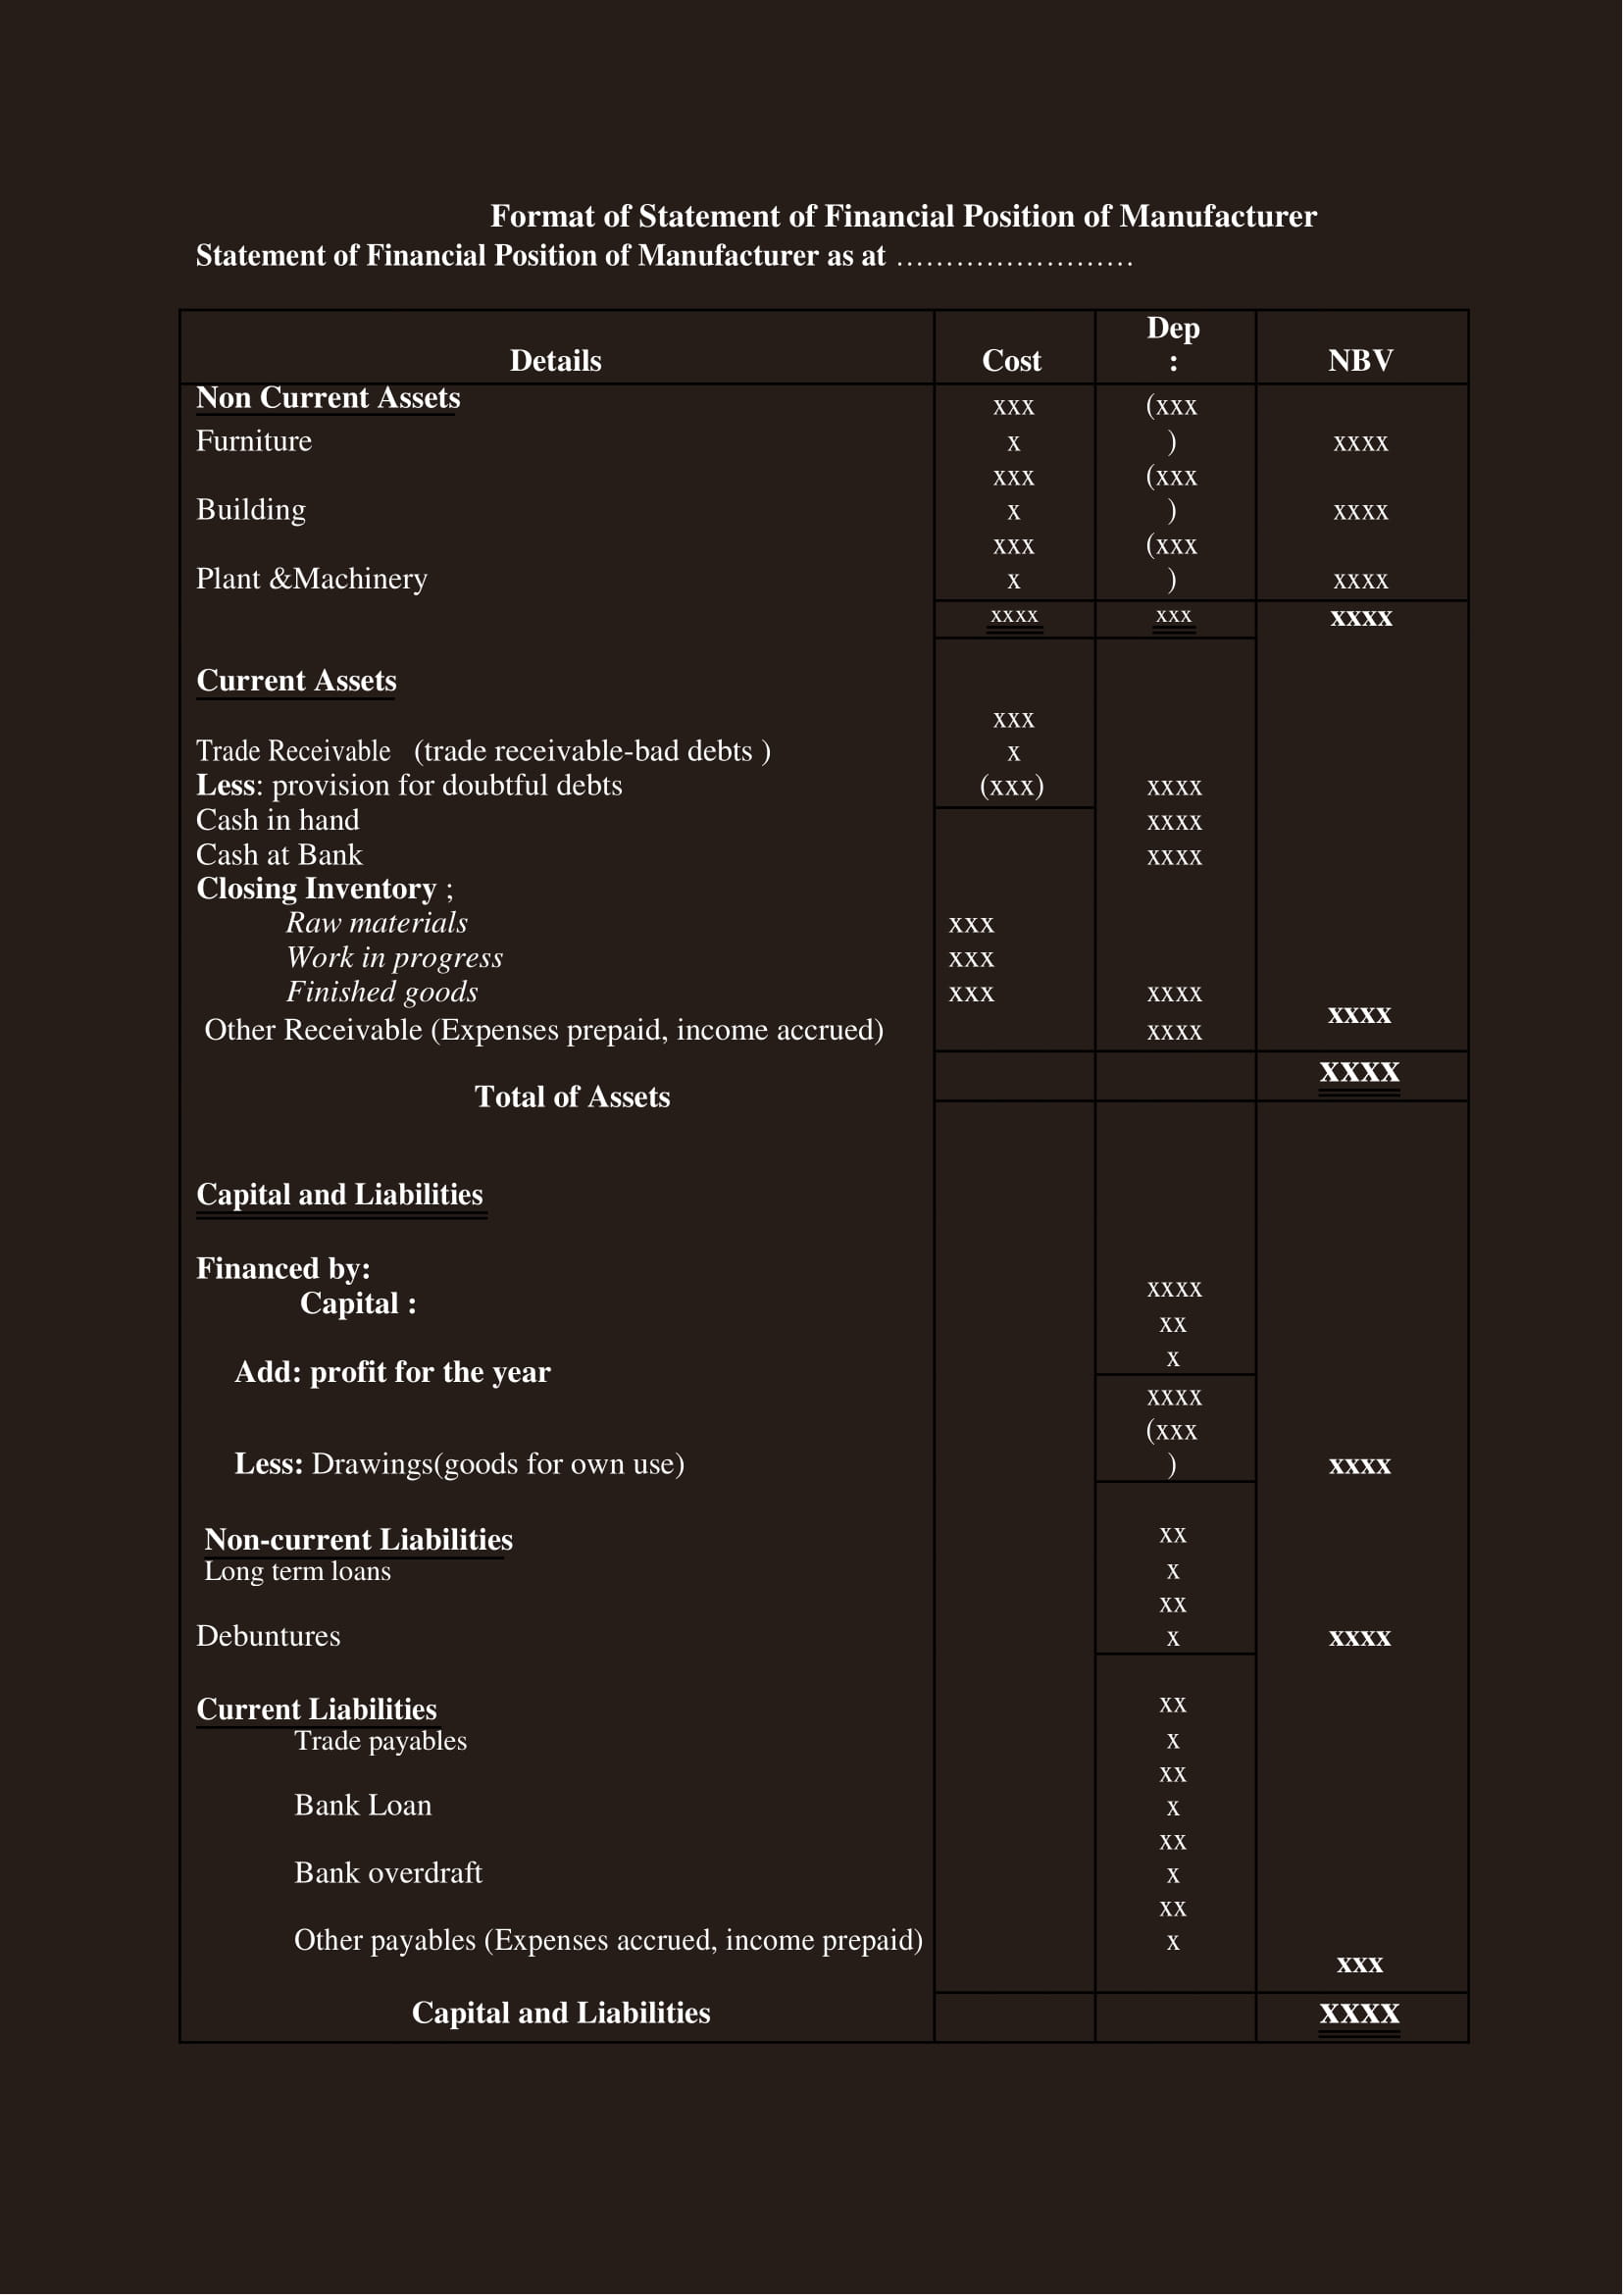 Format of Statement of Financial Position of Manufacturer
Statement of Financial Position of Manufacturer as at ……………………
Dep
Details Cost : NBV
Non Current Assets xxx (xxx
Furniture x ) xxxx
xxx (xxx
Building x ) xxxx
xxx (xxx
Plant &Machinery x ) xxxx
xxxx xxx xxxx
Current Assets
xxx
Trade Receivable (trade receivable-bad debts ) x
Less: provision for doubtful debts (xxx) xxxx
Cash in hand xxxx
Cash at Bank xxxx
Closing Inventory ;
Raw materials xxx
Work in progress xxx
Finished goods xxx xxxx
xxxx
Other Receivable (Expenses prepaid, income accrued) xxxx
xxxx
Total of Assets
Capital and Liabilities
Financed by:
xxxx
Capital :
xx
x
Add: profit for the year
xxxx
(xxx
Less: Drawings(goods for own use) ) xxxx
Non-current Liabilities xx
Long term loans x
xx
Debuntures x xxxx
Current Liabilities xx
Trade payables x
xx
Bank Loan x
xx
Bank overdraft x
xx
Other payables (Expenses accrued, income prepaid) x
xxx
Capital and Liabilities xxxx